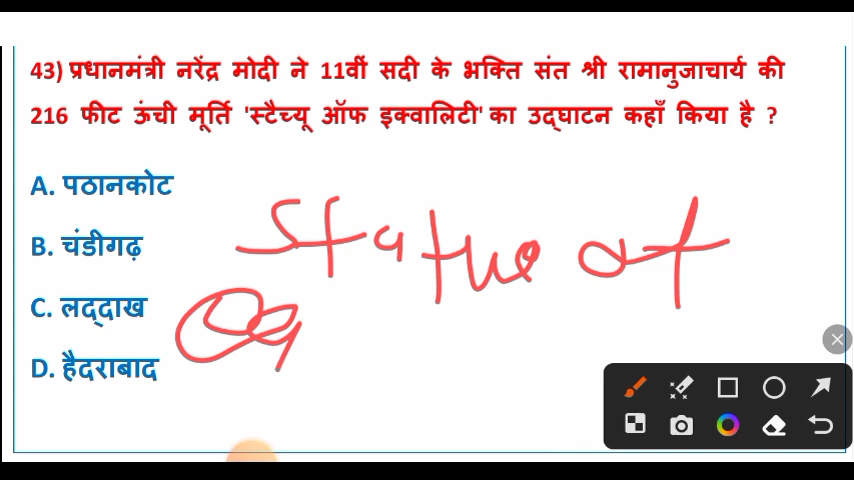 43) प्रधानमंत्री नरेंद्र मोदी ने 11वीं सदी के भक्ति संत श्री रामानुजाचार्य की
216 फीट ऊंची मूर्ति 'स्टैच्यू ऑफ इक्वालिटी' का उद्घाटन कहाँ किया है ?
A. पठानकोट
B. चंडीगढ़
Statue of
C. लद्दाख
D. हैदराबाद